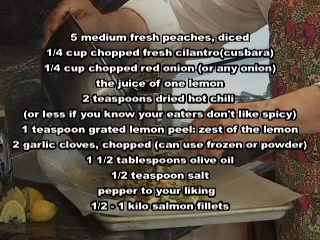 5 medium fresh peaches, diced
1/4 cup chopped fresh cilantro(cusbara)
1/4 cup chopped red onion (or any onion)
the juice of one lemon
2 teaspoons dried hot chili
(or less if you know your eaters don't like spicy)
1 teaspoon grated lemon peel: zest of the lemon
2 garlic cloves, chopped (can use frozen or powder)
1 1/2 tablespoons olive oil
1/2 teaspoon salt
pepper to your liking
1/2 - 1 kilo salmon fillets